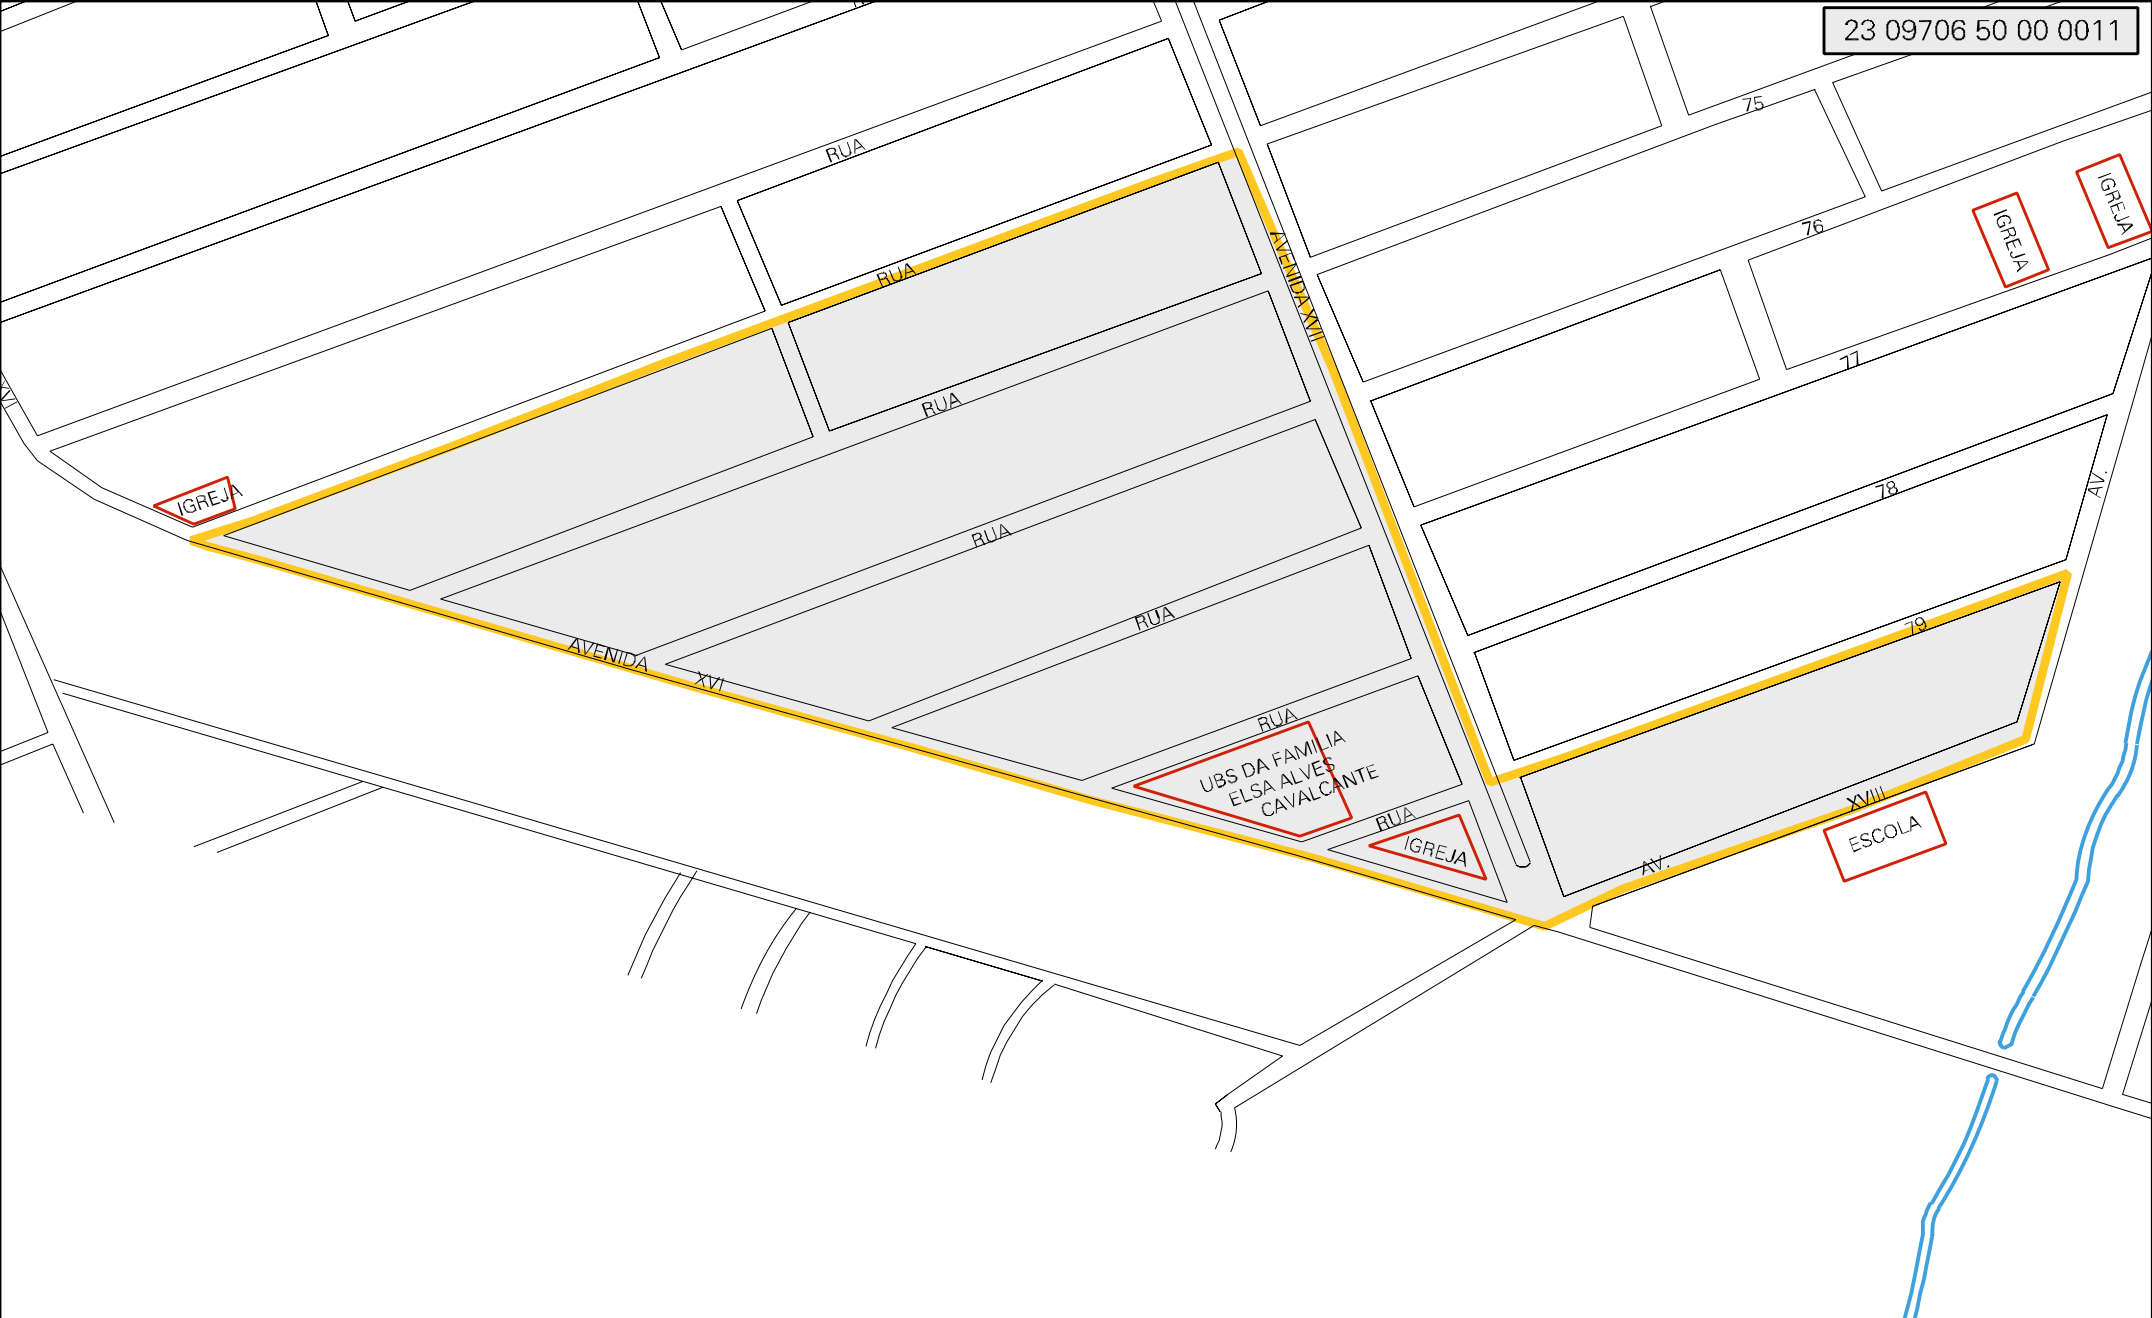 23 09706 50 00 0011
75
RUA
IGREJA
IGREJA
76
RUA
AVENIDA XVII
77
XVI
RUA
AV.
78
IGREJA
RUA
RUA
79
AVENIDA
XVI
RUA
UBS DA FAMILIA
ELSA ALVES
CAVALCANTE
XVIII
RUA
ESCOLA
IGREJA
AV.